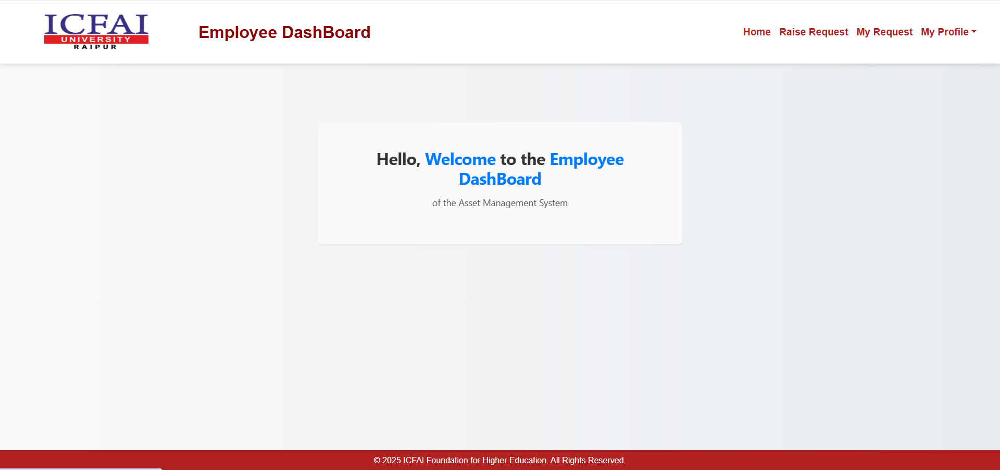 ICFAI
UNIVERSITY
RAIPUR
Employee DashBoard
Home Raise Request My Request My Profile
Hello, Welcome to the Employee
DashBoard
of the Asset Management System
© 2025 ICFAI Foundation for Higher Education. All Rights Reserved.